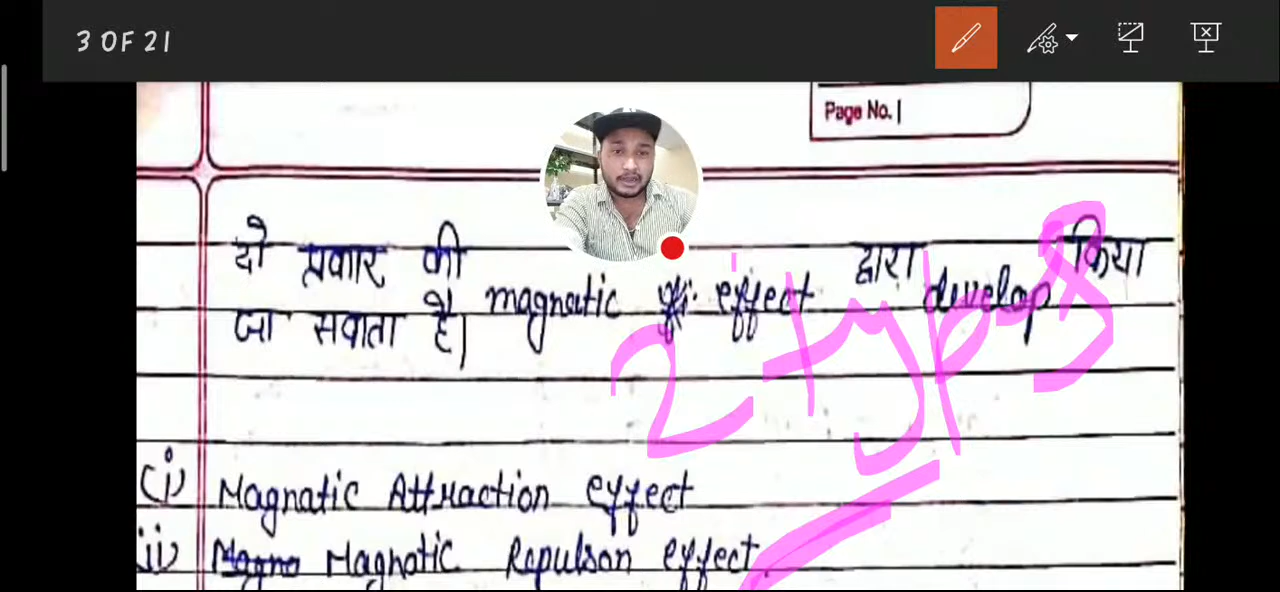 3 OF 21
Page No.
दो प्रकार की magnatic effect द्वारा develop किया
जा सकता है।
2 types
(i) Magnatic Attraction effect
(ii) Magnatic Repulson effect.